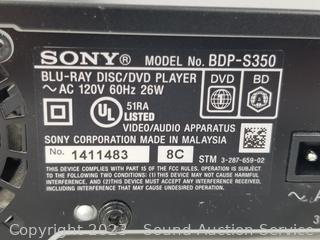 SONY® MODEL No. BDP-S350
BLU-RAY DISC/DVD PLAYER
DVD BD
~ AC 120V 60Hz 26W
UL ® 51RA
LISTED
VIDEO/AUDIO APPARATUS
SONY CORPORATION MADE IN MALAYSIA
No. 1411483 8C STM 3-287-659-02
THIS DEVICE COMPLIES WITH PART 15 OF THE FCC RULES. OPERATION IS
SUBJECT TO THE FOLLOWING TWO CONDITIONS: (1) THIS DEVICE MAY NOT
CAUSE HARMFUL INTERFERENCE, AND (2) THIS DEVICE MUST ACCEPT ANY
INTERFERENCE RECEIVED, INCLUDING INTERFERENCE THAT MAY CAUSE
UNDESIRED OPERATION.
Copyright 2023 Sound Auction Service